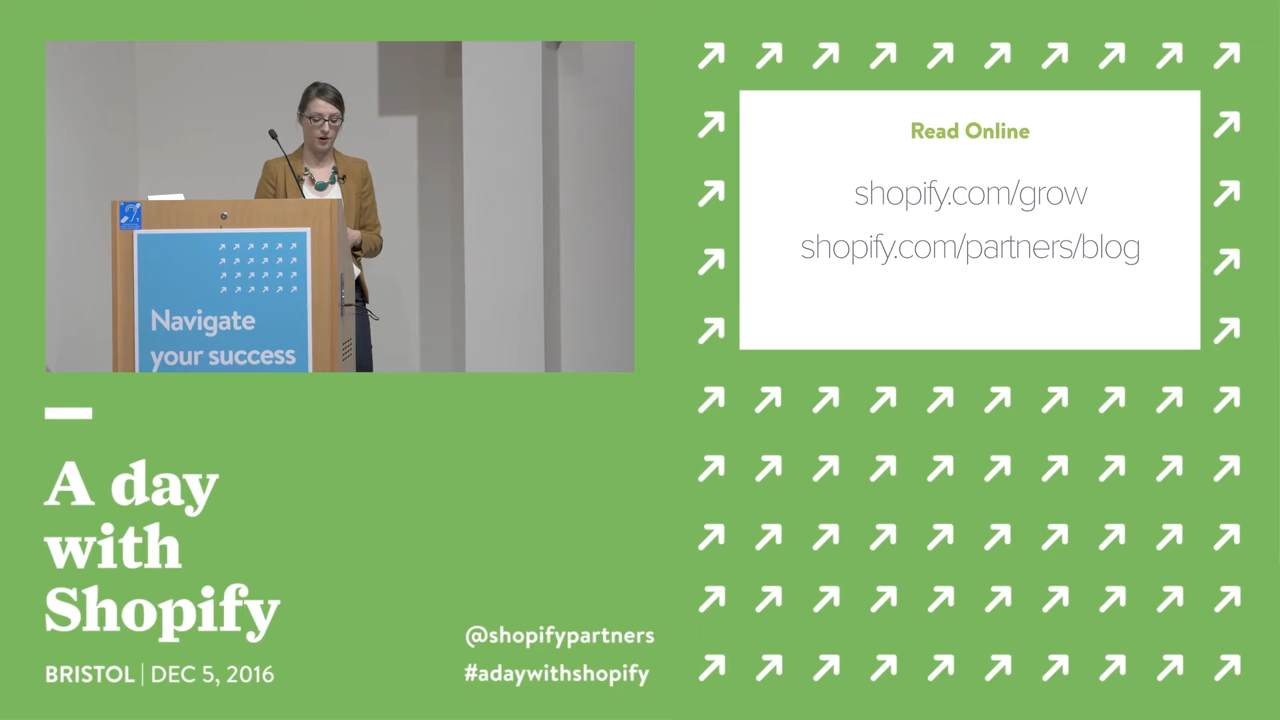 Navigate
your success
Read Online
shopify.com/grow
shopify.com/partners/blog
A day
with
Shopify
BRISTOL | DEC 5, 2016
@shopifypartners
#adaywithshopify